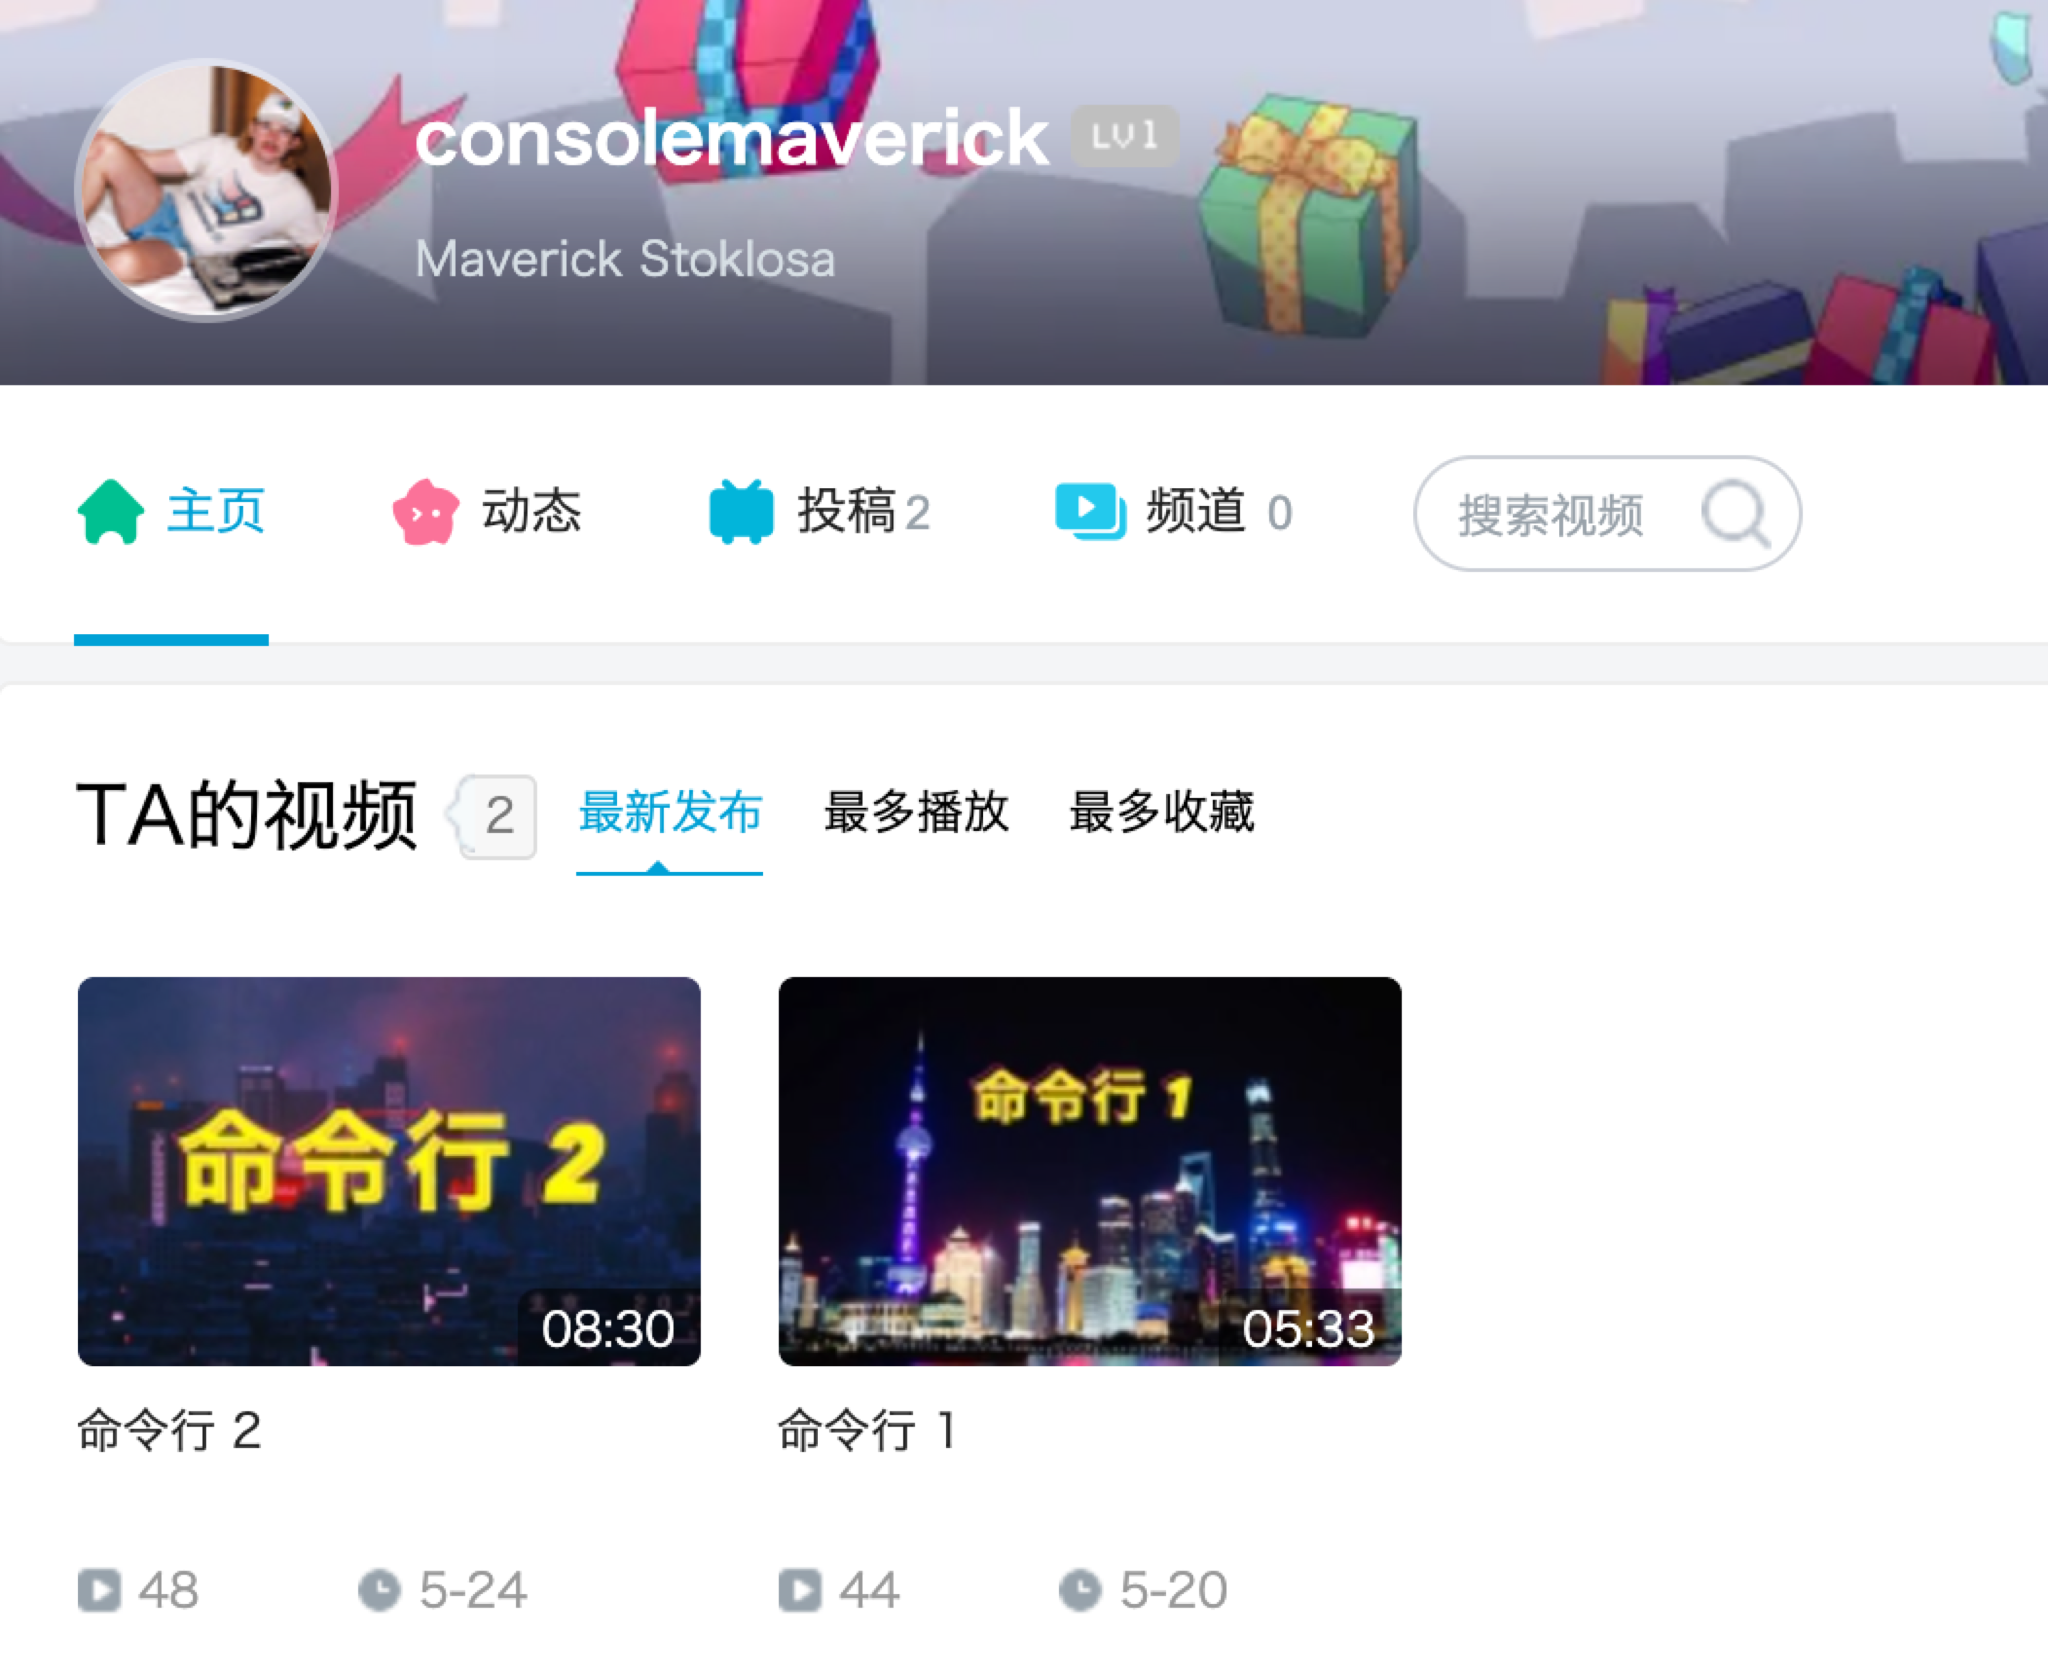 consolemaverick LV1
Maverick Stoklosa
主页 动态 投稿 2 频道 0 搜索视频
TA的视频 2 最新发布 最多播放 最多收藏
命令行 2
08:30
命令行 1
05:33
命令行 2
命令行 1
48 5-24
44 5-20